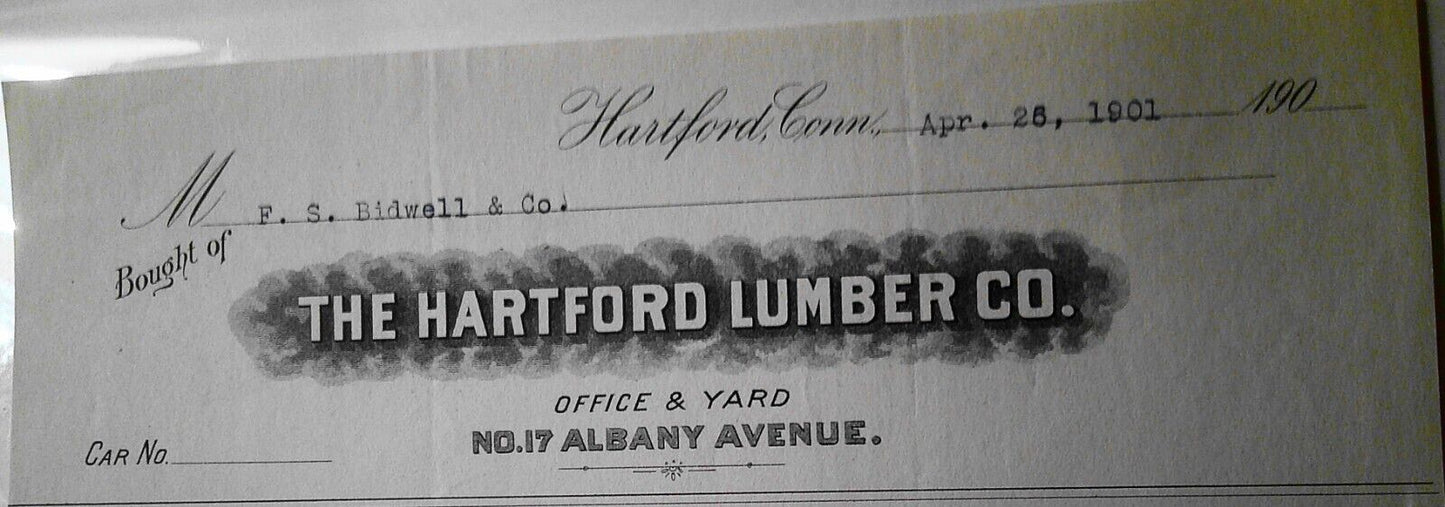 Hartford, Conn., Apr. 26, 1901 190
M F. S. Bidwell & Co.
Bought of
THE HARTFORD LUMBER CO.
OFFICE & YARD
NO. 17 ALBANY AVENUE.
CAR NO.